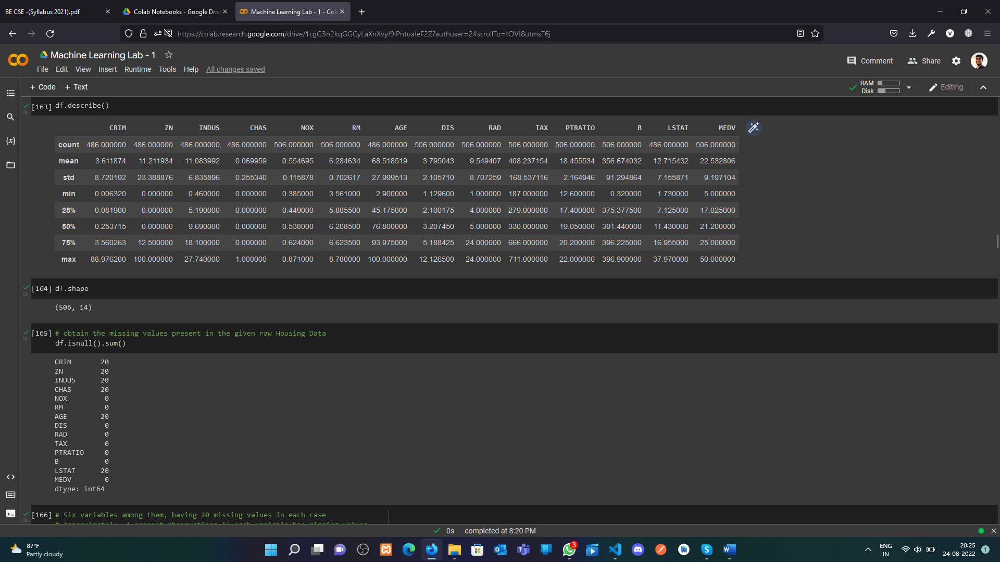 BE CSE -(Syllabus 2021).pdf
Colab Notebooks - Google Driv
Machine Learning Lab - 1 - Cola
https://colab.research.google.com/drive/1cgG3n2kqGGCyLaXnXvyI9lPntuaIeF2Z?authuser=2#scrollTo=tOVI8utmsT6j
Machine Learning Lab - 1
File Edit View Insert Runtime Tools Help All changes saved
Comment Share
+ Code + Text
RAM
Disk
Editing
[163] df.describe()
0s
CRIM ZN INDUS CHAS NOX RM AGE DIS RAD TAX PTRATIO B LSTAT MEDV
count 486.000000 486.000000 486.000000 486.000000 506.000000 506.000000 486.000000 506.000000 506.000000 506.000000 506.000000 506.000000 486.000000 506.000000
mean 3.611874 11.211934 11.083992 0.069959 0.554695 6.284634 68.518519 3.795043 9.549407 408.237154 18.455534 356.674032 12.715432 22.532806
std 8.720192 23.388876 6.835896 0.255340 0.115878 0.702617 27.999513 2.105710 8.707259 168.537116 2.164946 91.294864 7.155871 9.197104
min 0.006320 0.000000 0.460000 0.000000 0.385000 3.561000 2.900000 1.129600 1.000000 187.000000 12.600000 0.320000 1.730000 5.000000
25% 0.081900 0.000000 5.190000 0.000000 0.449000 5.885500 45.175000 2.100175 4.000000 279.000000 17.400000 375.377500 7.125000 17.025000
50% 0.253715 0.000000 9.690000 0.000000 0.538000 6.208500 76.800000 3.207450 5.000000 330.000000 19.050000 391.440000 11.430000 21.200000
75% 3.560263 12.500000 18.100000 0.000000 0.624000 6.623500 93.975000 5.188425 24.000000 666.000000 20.200000 396.225000 16.955000 25.000000
max 88.976200 100.000000 27.740000 1.000000 0.871000 8.780000 100.000000 12.126500 24.000000 711.000000 22.000000 396.900000 37.970000 50.000000
[164] df.shape
0s
(506, 14)
[165] # obtain the missing values present in the given raw Housing Data
0s
df.isnull().sum()
CRIM 20
ZN 20
INDUS 20
CHAS 20
NOX 0
RM 0
AGE 20
DIS 0
RAD 0
TAX 0
PTRATIO 0
B 0
LSTAT 20
MEDV 0
dtype: int64
[166] # Six variables among them, having 20 missing values in each case
0s
0s completed at 8:20 PM
87°F
Partly cloudy
3
ENG
IN
20:25
24-08-2022
1